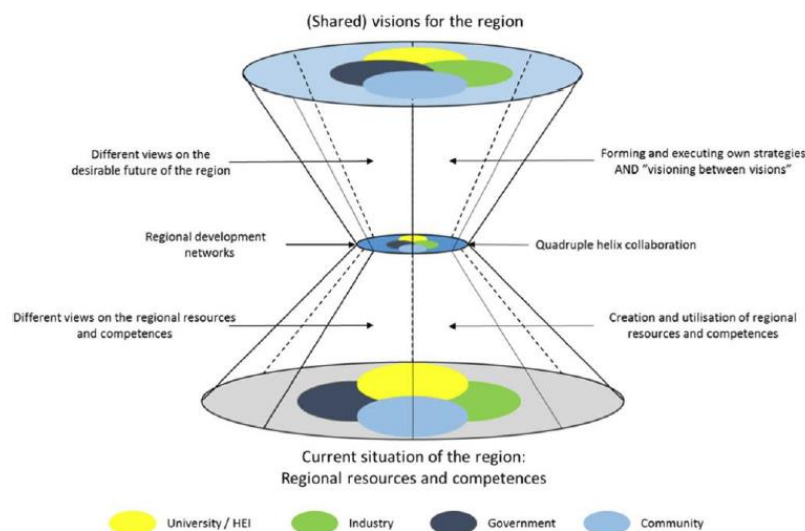 (Shared) visions for the region
Different views on the
desirable future of the region
Forming and executing own strategies
AND "visioning between visions"
Regional development
networks
Quadruple helix collaboration
Different views on the regional resources
and competences
Creation and utilisation of regional
resources and competences
Current situation of the region:
Regional resources and competences
University / HEI
Industry
Government
Community